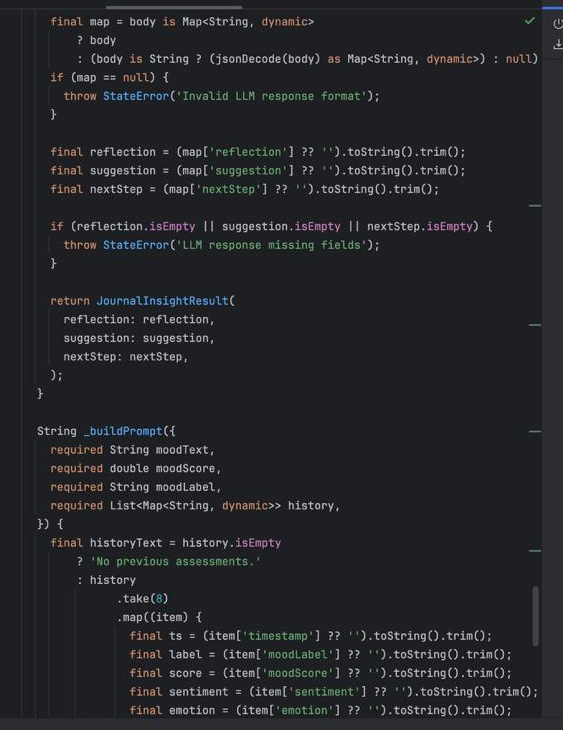 final map = body is Map<String, dynamic>
? body
: (body is String ? (jsonDecode(body) as Map<String, dynamic>) : null)
if (map == null) {
throw StateError('Invalid LLM response format');
}
final reflection = (map['reflection'] ?? '').toString().trim();
final suggestion = (map['suggestion'] ?? '').toString().trim();
final nextStep = (map['nextStep'] ?? '').toString().trim();
if (reflection.isEmpty || suggestion.isEmpty || nextStep.isEmpty) {
throw StateError('LLM response missing fields');
}
return JournalInsightResult(
reflection: reflection,
suggestion: suggestion,
nextStep: nextStep,
);
}
String _buildPrompt({
required String moodText,
required double moodScore,
required String moodLabel,
required List<Map<String, dynamic>> history,
}) {
final historyText = history.isEmpty
? 'No previous assessments.'
: history
.take(8)
.map((item) {
final ts = (item['timestamp'] ?? '').toString().trim();
final label = (item['moodLabel'] ?? '').toString().trim();
final score = (item['moodScore'] ?? '').toString().trim();
final sentiment = (item['sentiment'] ?? '').toString().trim();
final emotion = (item['emotion'] ?? '').toString().trim();